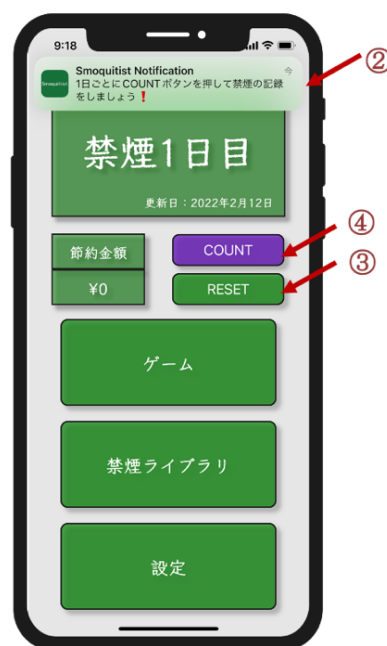 9:18
Smoquitist Notification
今
1日ごとにCOUNTボタンを押して禁煙の記録
をしましょう❗
②
禁煙1日目
更新日：2022年2月12日
④
節約金額
COUNT
③
¥0
RESET
ゲーム
禁煙ライブラリ
設定